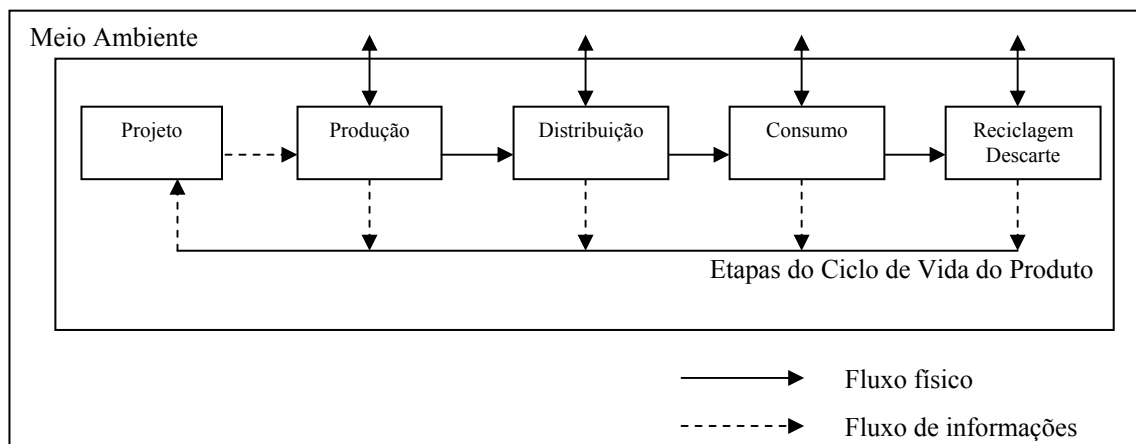 Meio Ambiente
Projeto
Produção
Distribuição
Consumo
Reciclagem
Descarte
Etapas do Ciclo de Vida do Produto
Fluxo físico
Fluxo de informações